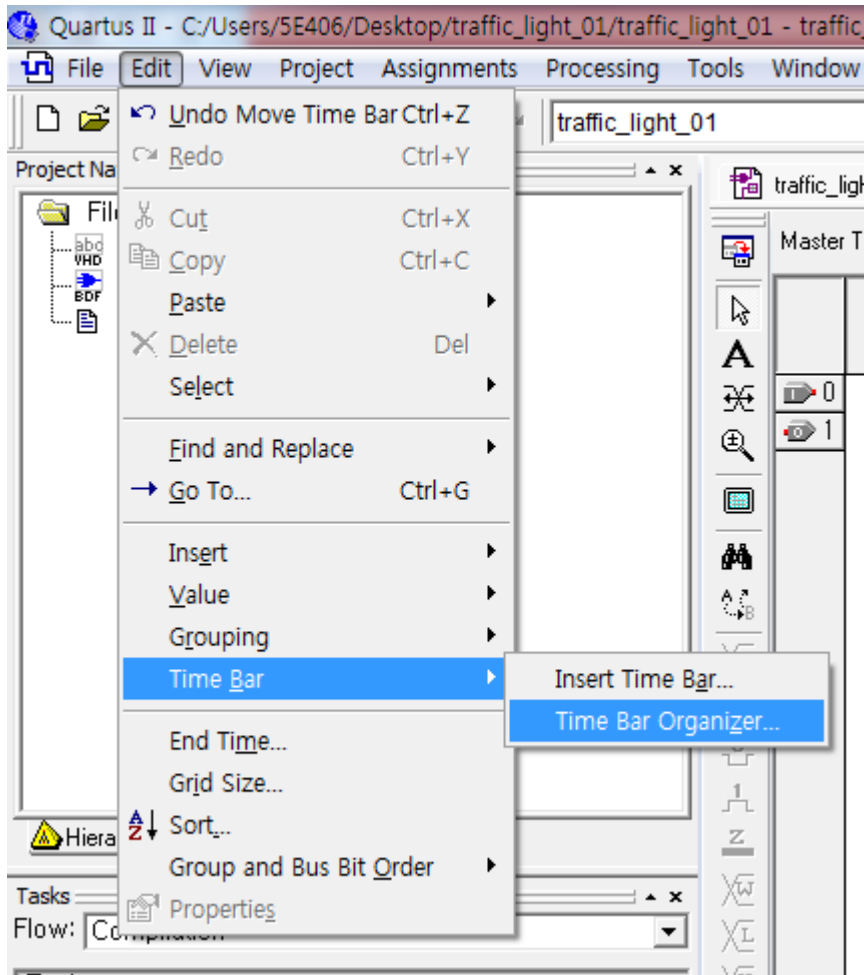 Quartus II - C:/Users/5E406/Desktop/traffic_light_01/traffic_light_01 - traffic_
File Edit View Project Assignments Processing Tools Window
traffic_light_01
Project Na
File
abc
VHD
BDF
Undo Move Time Bar Ctrl+Z
Redo Ctrl+Y
Cut Ctrl+X
Copy Ctrl+C
Paste
Delete Del
Select
Find and Replace
Go To... Ctrl+G
Insert
Value
Grouping
Time Bar
End Time...
Grid Size...
Sort...
Group and Bus Bit Order
Properties
Insert Time Bar...
Time Bar Organizer...
traffic_ligh
Master T
A
0
1
Hiera
Tasks
Flow: Compilation